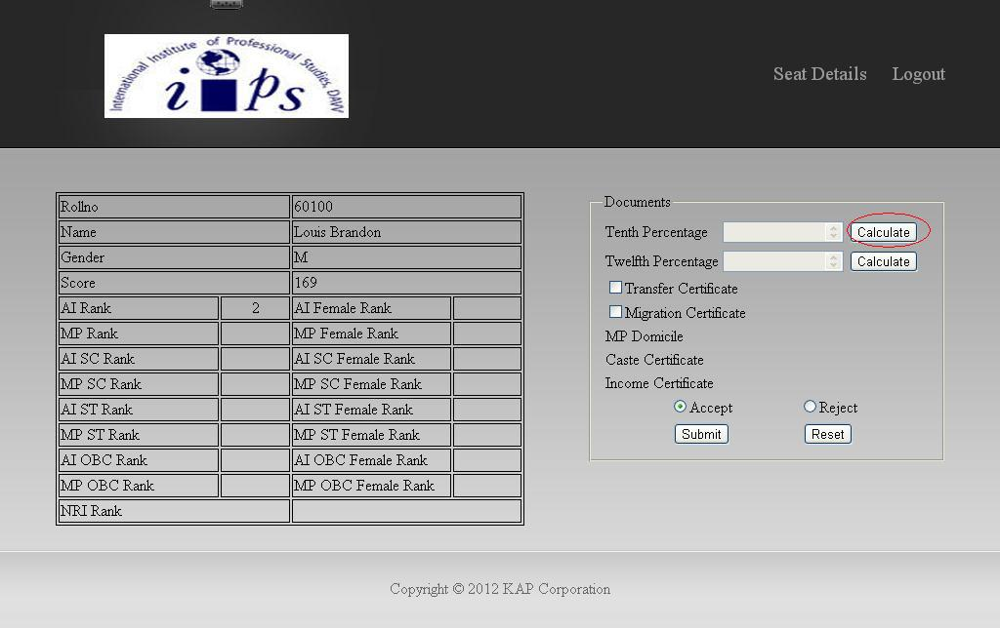 International Institute of Professional Studies, DAVV
ips
Seat Details Logout
Rollno 60100
Name Louis Brandon
Gender M
Score 169
AI Rank 2 AI Female Rank
MP Rank MP Female Rank
AI SC Rank AI SC Female Rank
MP SC Rank MP SC Female Rank
AI ST Rank AI ST Female Rank
MP ST Rank MP ST Female Rank
AI OBC Rank AI OBC Female Rank
MP OBC Rank MP OBC Female Rank
NRI Rank
Documents
Tenth Percentage Calculate
Twelfth Percentage Calculate
Transfer Certificate
Migration Certificate
MP Domicile
Caste Certificate
Income Certificate
Accept Reject
Submit Reset
Copyright © 2012 KAP Corporation